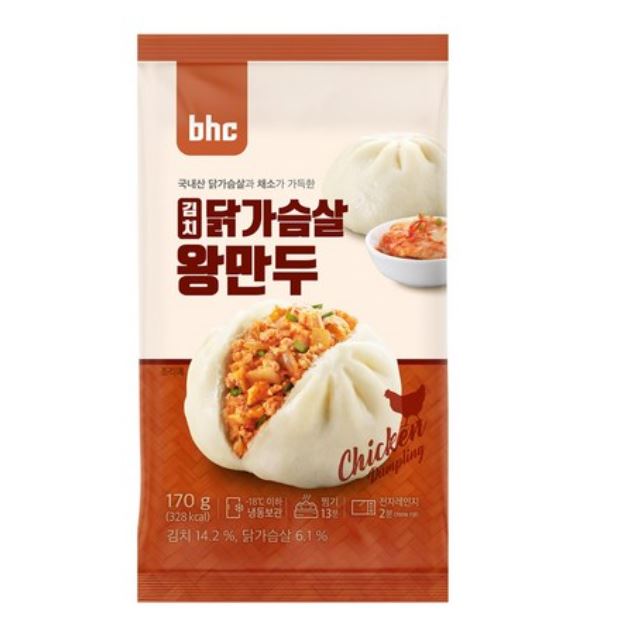 bhc
국내산 닭가슴살과 채소가 가득한
김치 닭가슴살
왕만두
조리예
Chicken
Dumpling
170 g
(328 kcal)
-18℃ 이하
냉동보관
찜기
13분
전자레인지
2분
김치 14.2 %, 닭가슴살 6.1 %